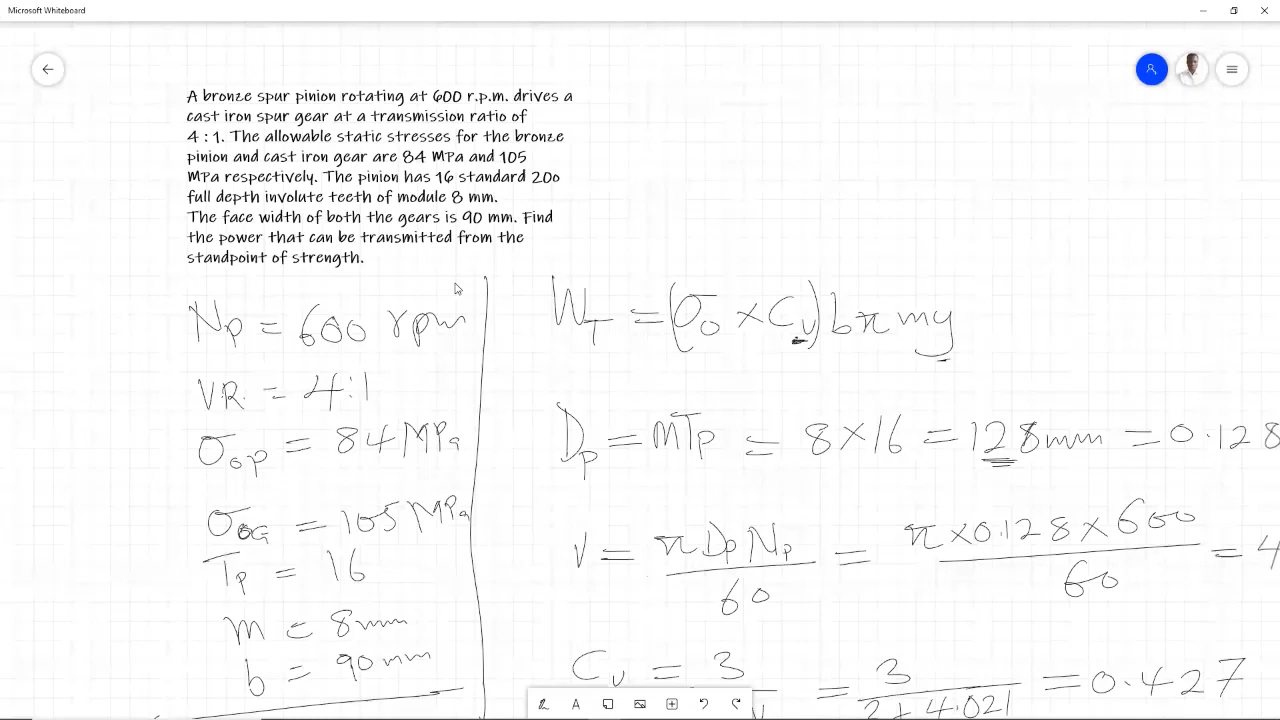 Microsoft Whiteboard
A bronze spur pinion rotating at 600 r.p.m. drives a
cast iron spur gear at a transmission ratio of
4 : 1. The allowable static stresses for the bronze
pinion and cast iron gear are 84 MPa and 105
MPa respectively. The pinion has 16 standard 20o
full depth involute teeth of module 8 mm.
The face width of both the gears is 90 mm. Find
the power that can be transmitted from the
standpoint of strength.
Np = 600 rpm
V.R. = 4:1
σop = 84 MPa
σoG = 105 MPa
Tp = 16
m = 8mm
b = 90 mm
WT = (σo × Cv) b π m y
Dp = mTp = 8 × 16 = 128mm = 0.128
V = π Dp Np / 60 = π × 0.128 × 600 / 60 = 4
Cv = 3 / = 3 / 3 + 4.021 = 0.427